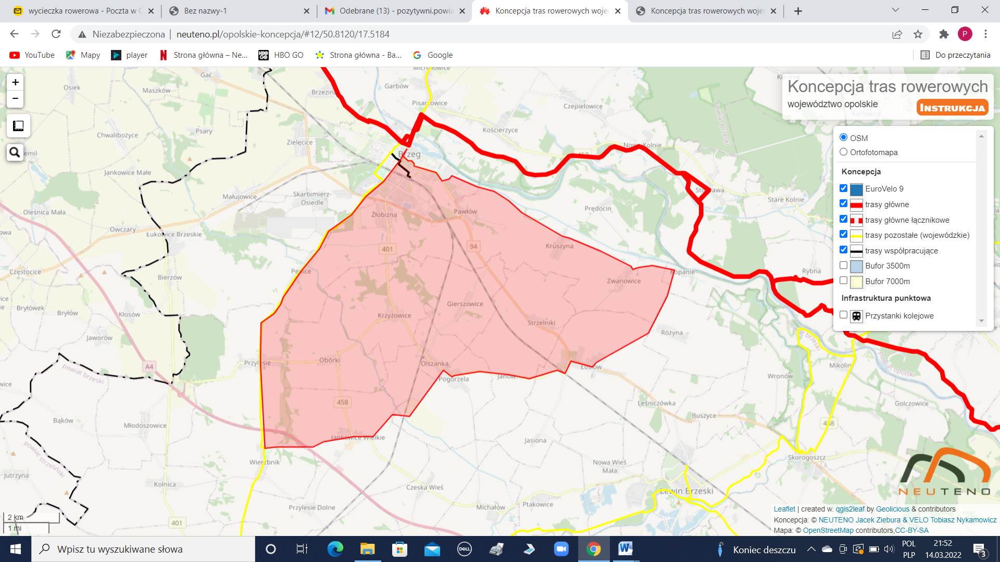 wycieczka rowerowa - Poczta w O
Bez nazwy-1
Odebrane (13) - pozytywni.powia
Koncepcja tras rowerowych woje
Koncepcja tras rowerowych woje
Niezabezpieczona | neuteno.pl/opolskie-koncepcja/#12/50.8120/17.5184
P
YouTube
Mapy
player
Strona główna – Ne...
HBO GO
Strona główna - Ba...
Google
Do przeczytania
+
−
Koncepcja tras rowerowych
województwo opolskie
INSTRUKCJA
OSM
Ortofotomapa
Koncepcja
EuroVelo 9
trasy główne
trasy główne łącznikowe
trasy pozostałe (wojewódzkie)
trasy współpracujące
Bufor 3500m
Bufor 7000m
Infrastruktura punktowa
Przystanki kolejowe
Gać
Osiek
Maszków
Brzezina
Garbów
Michałowice
Pisarzowice
Czepielowice
Karłowice
Kościerzyce
Chwalibożyce
Psary
Zielęcice
Nowe Kolnie
Brzeg
Jankowice Małe
Małujowice
Skarbimierz-
Osiedle
Stare Kolnie
Prędocin
Oleśnica Mała
Żłobizna
Pawłów
Owczary
Łukowice Brzeskie
401
94
Kruszyna
Częstocice
Bierzów
Pępice
Kopanie
Zwanowice
Rybna
Bryłówek
Bryłów
Kłosów
Gierszowice
Krzyżowice
Strzelniki
Różyna
Jaworów
powiat brzeski
powiat brzeski
Przylesie
Obórki
Olszanka
A4
Łosiów
Janów
Pogorzela
Mikolin
powiat opolski
Wronów
458
Leśniczówka
Golczowice
Buszyce
458
Bąków
Młodoszowice
Jankowice Wielkie
Jasiona
powiat strzeliński
Wierzbnik
Nowa Wieś
Mała
Skorogoszcz
Jutrzyna
Kolnica
Czeska Wieś
Lewin Brzeski
Przylesie Dolne
Michałów
Ptakowice
401
2 km
1 mi
NEUTENO
Leaflet | created w. qgis2leaf by Geolicious & contributors
Koncepcja: © NEUTENO Jacek Ziebura & VELO Tobiasz Nykamowicz
Mapa: © OpenStreetMap contributors,CC-BY-SA
Wpisz tu wyszukiwane słowa
DELL
Koniec deszczu
POL
PLP
21:52
14.03.2022
3